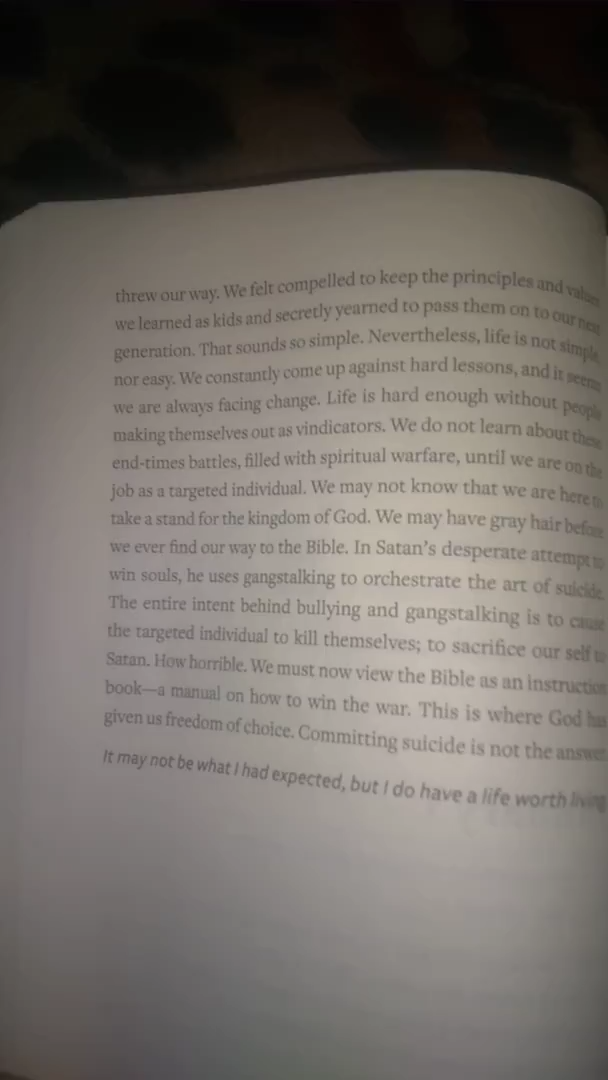 threw our way. We felt compelled to keep the principles and values
we learned as kids and secretly yearned to pass them on to our next
generation. That sounds so simple. Nevertheless, life is not simple,
nor easy. We constantly come up against hard lessons, and it seems
we are always facing change. Life is hard enough without people
making themselves out as vindicators. We do not learn about these
end-times battles, filled with spiritual warfare, until we are on the
job as a targeted individual. We may not know that we are here to
take a stand for the kingdom of God. We may have gray hair before
we ever find our way to the Bible. In Satan's desperate attempt to
win souls, he uses gangstalking to orchestrate the art of suicide.
The entire intent behind bullying and gangstalking is to cause
the targeted individual to kill themselves; to sacrifice our self to
Satan. How horrible. We must now view the Bible as an instruction
book—a manual on how to win the war. This is where God has
given us freedom of choice. Committing suicide is not the answer.
It may not be what I had expected, but I do have a life worth living